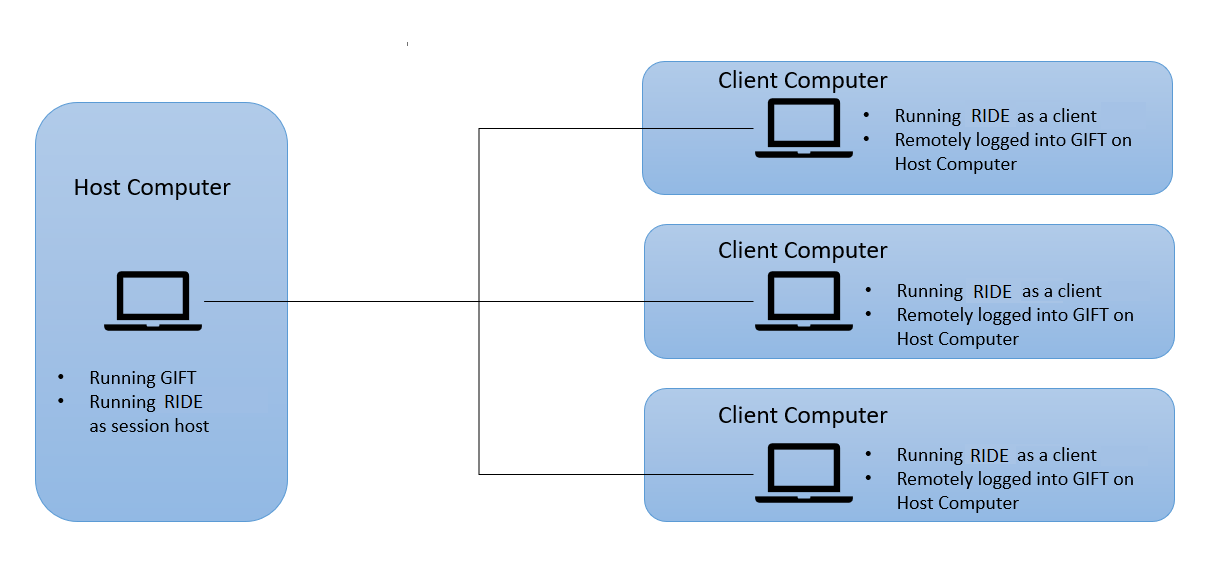 Host Computer
• Running GIFT
• Running RIDE
as session host
Client Computer
• Running RIDE as a client
• Remotely logged into GIFT on
Host Computer
Client Computer
• Running RIDE as a client
• Remotely logged into GIFT on
Host Computer
Client Computer
• Running RIDE as a client
• Remotely logged into GIFT on
Host Computer